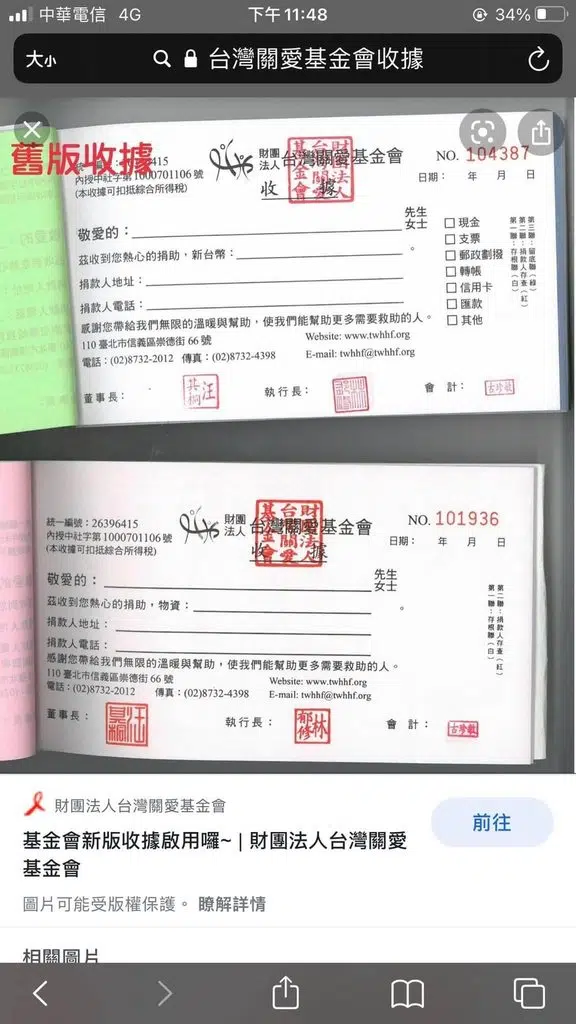 中華電信 4G 下午11:48 34%
大小 台灣關愛基金會收據
舊版收據
415
內授中社字第1000701106號
(本收據可扣抵綜合所得稅)
財團法人 台灣關愛基金會
收據
財團法人台灣關愛基金會
NO. 104387
日期： 年 月 日
敬愛的： 先生 女士
茲收到您熱心的捐助，新台幣： 。
捐款人地址：
捐款人電話：
感謝您帶給我們無限的溫暖與幫助，使我們能幫助更多需要救助的人。
110 臺北市信義區崇德街 66 號
Website: www.twhhf.org
電話：(02)8732-2012 傳真：(02)8732-4398
E-mail: twhhf@twhhf.org
□ 現金
□ 支票
□ 郵政劃撥
□ 轉帳
□ 信用卡
□ 匯款
□ 其他
第三聯：留底聯（綠）
第二聯：捐款人存查（紅）
第一聯：存根聯（白）
董事長： 執行長： 會計：
古珍敏
統一編號：26396415
內授中社字第1000701106號
(本收據可扣抵綜合所得稅)
財團法人 台灣關愛基金會
收據
財團法人台灣關愛基金會
NO. 101936
日期： 年 月 日
敬愛的： 先生 女士
茲收到您熱心的捐助，物資： 。
捐款人地址：
捐款人電話：
感謝您帶給我們無限的溫暖與幫助，使我們能幫助更多需要救助的人。
110 臺北市信義區崇德街 66 號
Website: www.twhhf.org
電話：(02)8732-2012 傳真：(02)8732-4398
E-mail: twhhf@twhhf.org
第二聯：捐款人存查（紅）
第一聯：存根聯（白）
董事長： 執行長： 會計：
古珍敏
財團法人台灣關愛基金會
基金會新版收據啟用囉~ | 財團法人台灣關愛
基金會
前往
圖片可能受版權保護。 瞭解詳情
相關圖片